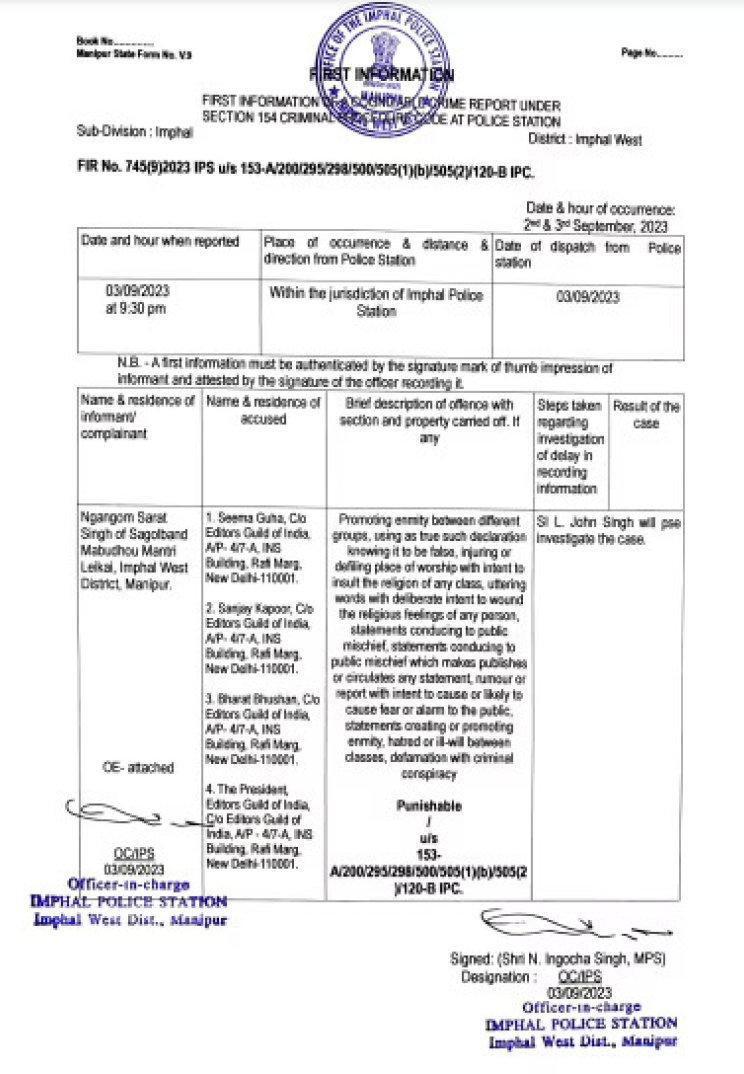 Book No.
Manipur State Form No. V.9
Page No.
OFFICE OF THE IMPHAL POLICE STATION
MANIPUR
IMPHAL WEST
FIRST INFORMATION
FIRST INFORMATION OF A COGNIZABLE CRIME REPORT UNDER
SECTION 154 CRIMINAL PROCEDURE CODE AT POLICE STATION
Sub-Division : Imphal
District : Imphal West
FIR No. 745(9)2023 IPS u/s 153-A/200/295/298/500/505(1)(b)/505(2)/120-B IPC.
Date & hour of occurrence:
2nd & 3rd September, 2023
Date and hour when reported
Place of occurrence & distance &
direction from Police Station
Date of dispatch from Police
station
03/09/2023
at 9:30 pm
Within the jurisdiction of Imphal Police
Station
03/09/2023
N.B. - A first information must be authenticated by the signature mark of thumb impression of
informant and attested by the signature of the officer recording it.
Name & residence of
informant/
complainant
Name & residence of
accused
Brief description of offence with
section and property carried off. If
any
Steps taken
regarding
investigation
of delay in
recording
information
Result of the
case
Ngangom Sarat
Singh of Sagolband
Mabudhou Mantri
Leikai, Imphal West
District, Manipur.
OE- attached
OC/IPS
03/09/2023
Officer-in-charge
IMPHAL POLICE STATION
Imphal West Dist., Manipur
1. Seema Guha, C/o
Editors Guild of India,
A/P- 4/7-A, INS
Building, Rafi Marg,
New Delhi-110001.
2. Sanjay Kapoor, C/o
Editors Guild of India,
A/P- 4/7-A, INS
Building, Rafi Marg,
New Delhi-110001.
3. Bharat Bhushan, C/o
Editors Guild of India,
A/P- 4/7-A, INS
Building, Rafi Marg,
New Delhi-110001.
4. The President,
Editors Guild of India,
C/o Editors Guild of
India, A/P - 4/7-A, INS
Building, Rafi Marg,
New Delhi-110001.
Promoting enmity between different
groups, using as true such declaration
knowing it to be false, injuring or
defiling place of worship with intent to
insult the religion of any class, uttering
words with deliberate intent to wound
the religious feelings of any person,
statements conducing to public
mischief, statements conducing to
public mischief which makes publishes
or circulates any statement, rumour or
report with intent to cause or likely to
cause fear or alarm to the public,
statements creating or promoting
enmity, hatred or ill-will between
classes, defamation with criminal
conspiracy
Punishable
/
u/s
153-
A/200/295/298/500/505(1)(b)/505(2
)/120-B IPC.
SI L. John Singh will pse
investigate the case.
Signed: (Shri N. Ingocha Singh, MPS)
Designation : OC/IPS
03/09/2023
Officer-in-charge
IMPHAL POLICE STATION
Imphal West Dist., Manipur